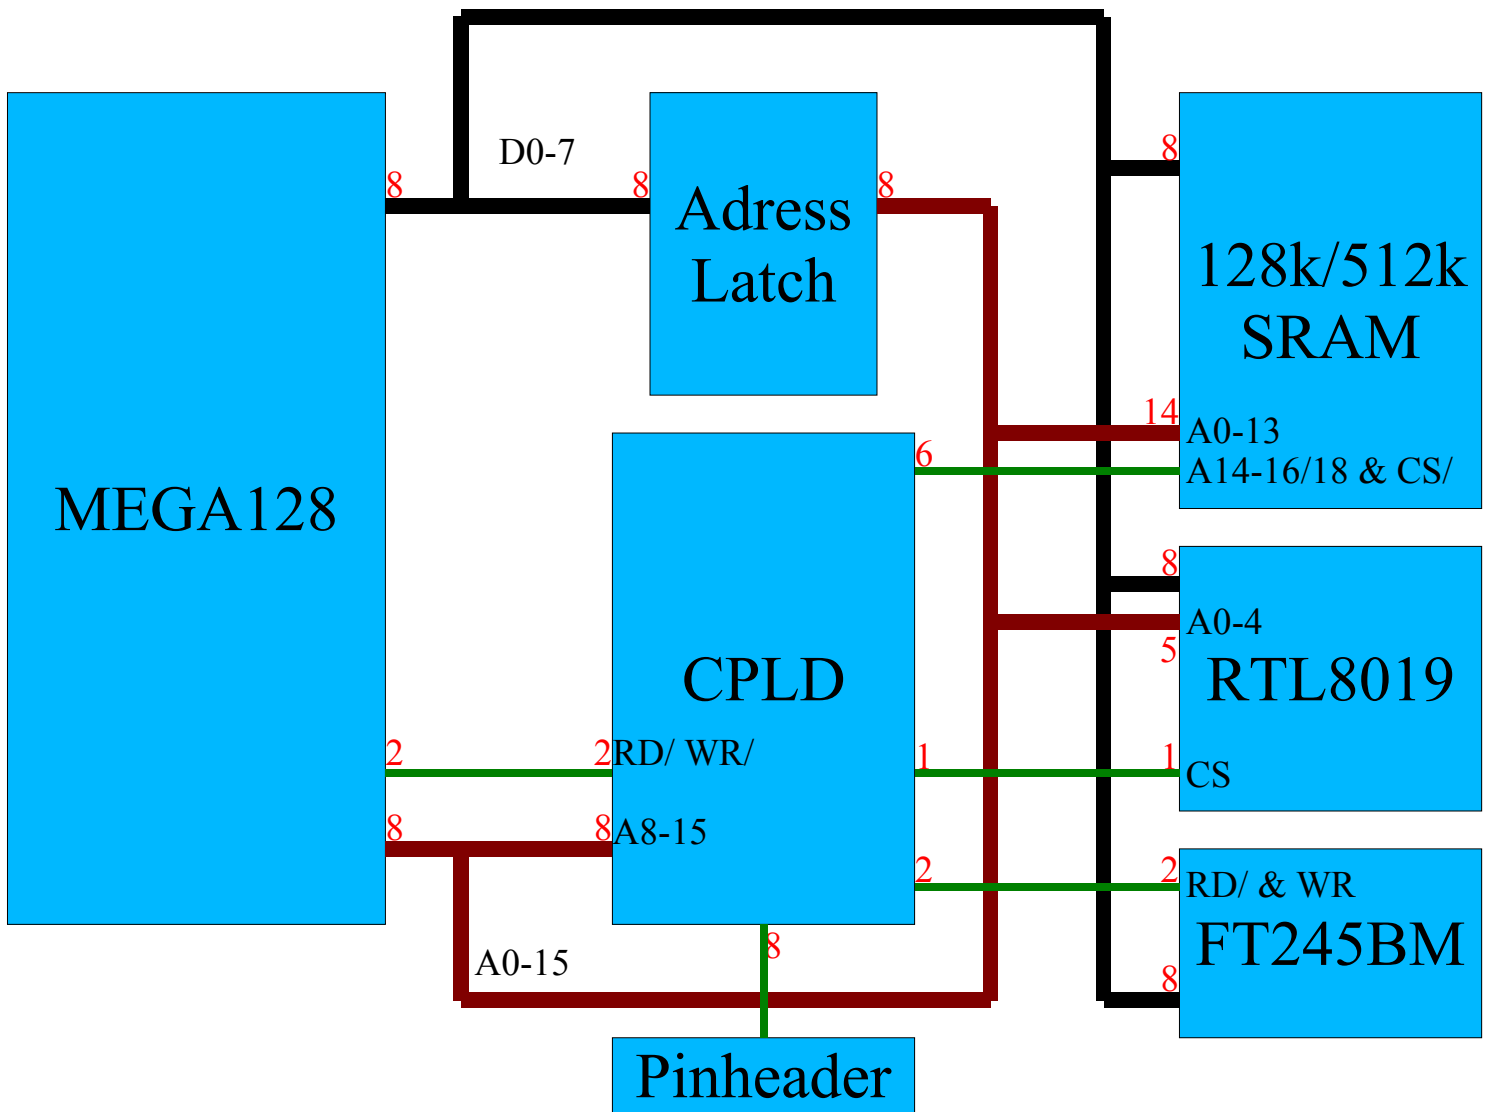 D0-7
8
8
8
8
Adress
Latch
128k/512k
SRAM
14
A0-13
6
A14-16/18 & CS/
MEGA128
8
A0-4
5
RTL8019
CPLD
2
2
RD/ WR/
1
1
CS
8
8
A8-15
2
2
RD/ & WR
FT245BM
8
A0-15
8
Pinheader